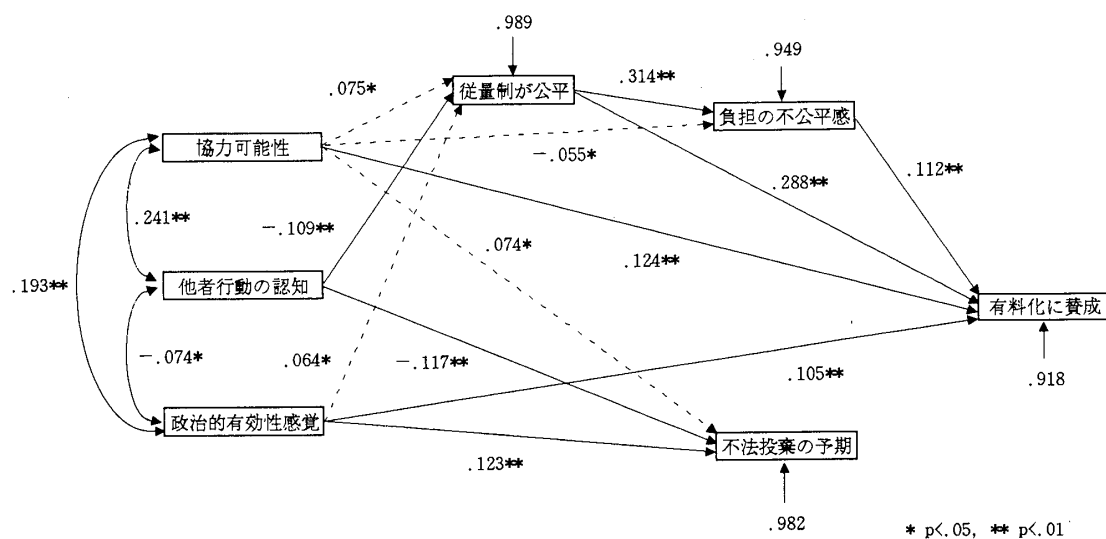 .989
.949
.314**
.075*
従量制が公平
負担の不公平感
協力可能性
-.055*
.112**
.288**
.241**
-.109**
.074*
.124**
.193**
他者行動の認知
有料化に賛成
-.074*
.064*
-.117**
.105**
.918
政治的有効性感覚
不法投棄の予期
.123**
.982
* p<.05, ** p<.01